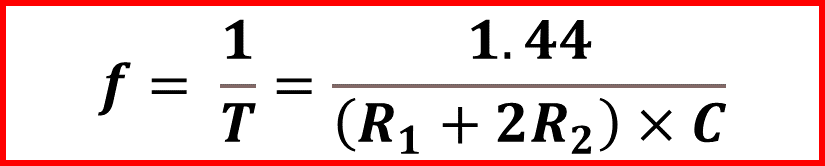 f = 1/T = 1.44/((R₁ + 2R₂) × C)